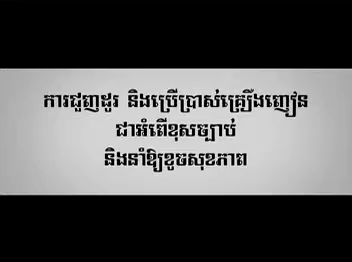 ការជួញដូរ និងប្រើប្រាស់គ្រឿងញៀន
ជាអំពើខុសច្បាប់
និងនាំឱ្យខូចសុខភាព